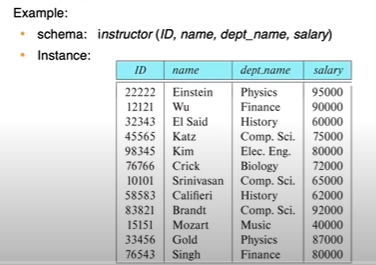 Example:
• schema: instructor (ID, name, dept_name, salary)
• Instance:
ID name dept_name salary
22222 Einstein Physics 95000
12121 Wu Finance 90000
32343 El Said History 60000
45565 Katz Comp. Sci. 75000
98345 Kim Elec. Eng. 80000
76766 Crick Biology 72000
10101 Srinivasan Comp. Sci. 65000
58583 Califieri History 62000
83821 Brandt Comp. Sci. 92000
15151 Mozart Music 40000
33456 Gold Physics 87000
76543 Singh Finance 80000